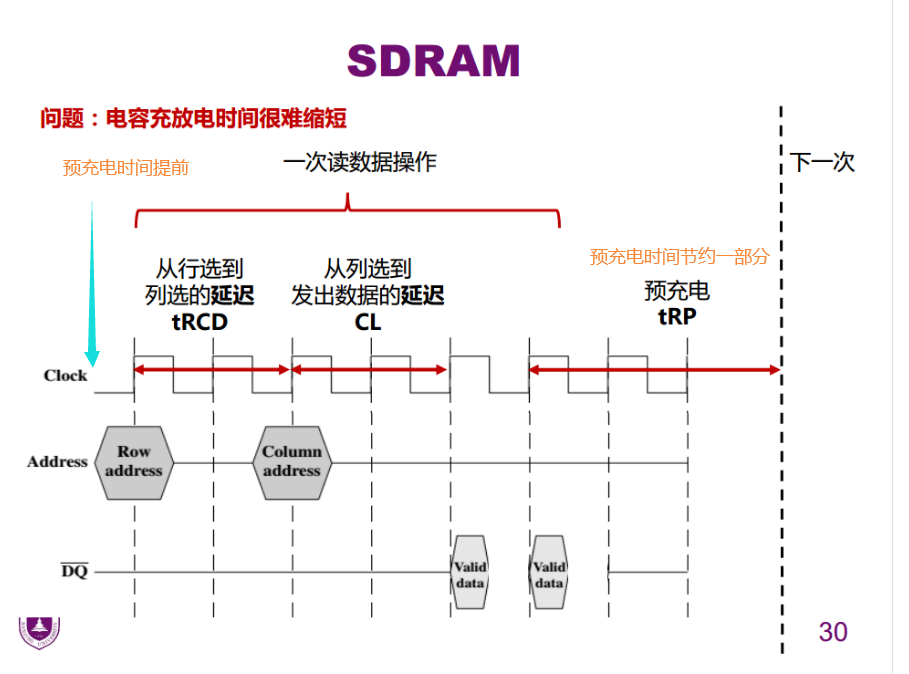 SDRAM
问题：电容充放电时间很难缩短
预充电时间提前
一次读数据操作
下一次
从行选到
列选的延迟
tRCD
从列选到
发出数据的延迟
CL
预充电时间节约一部分
预充电
tRP
Clock
Address
Row
address
Column
address
DQ
Valid
data
Valid
data
30